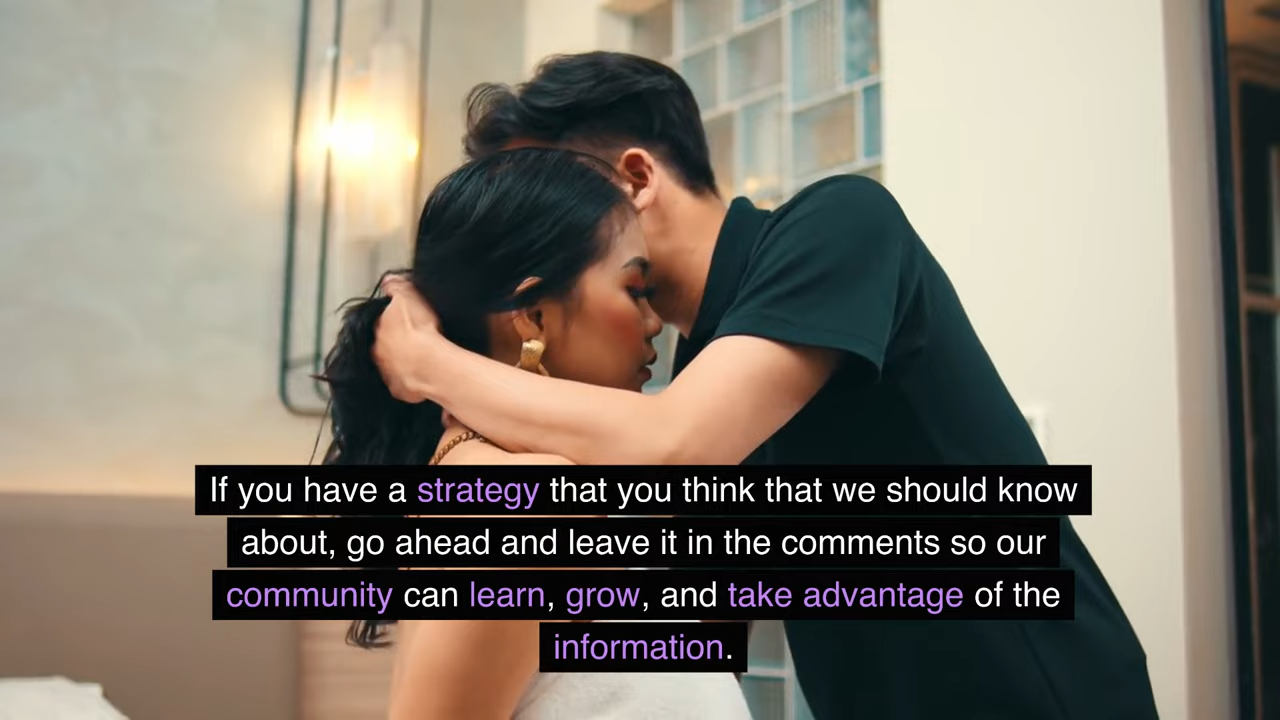 If you have a strategy that you think that we should know
about, go ahead and leave it in the comments so our
community can learn, grow, and take advantage of the
information.